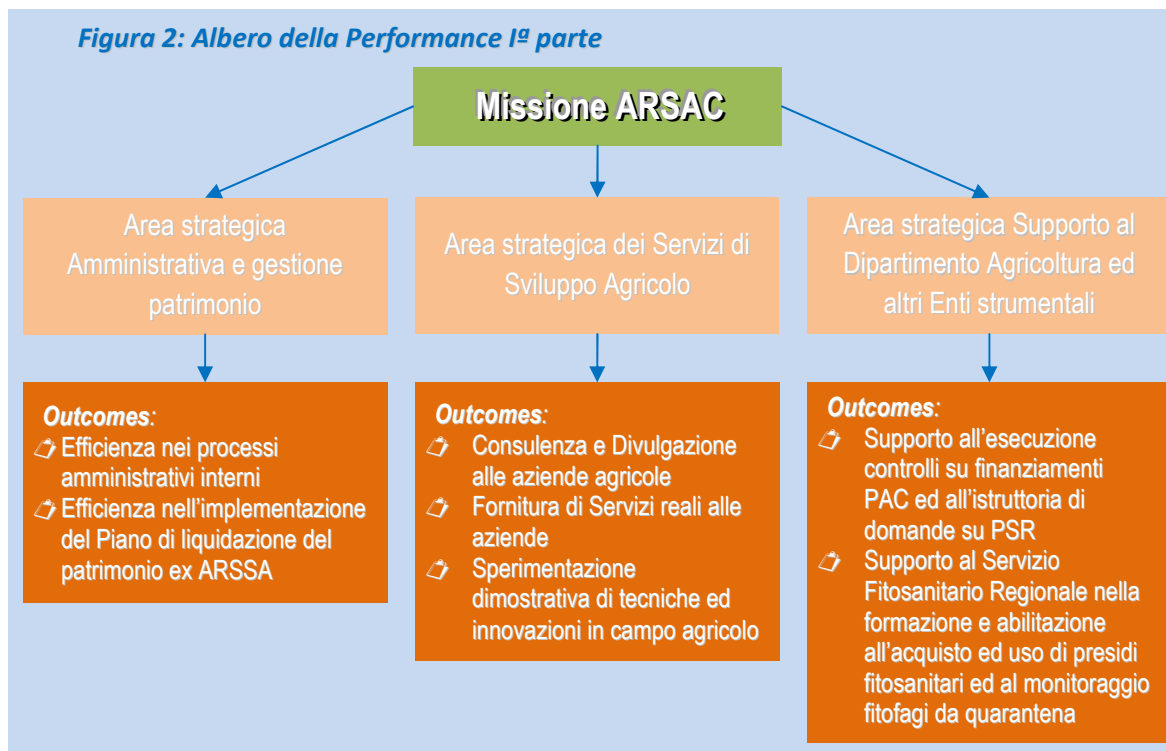 Figura 2: Albero della Performance Iª parte
Missione ARSAC
Area strategica
Amministrativa e gestione
patrimonio
Area strategica dei Servizi di
Sviluppo Agricolo
Area strategica Supporto al
Dipartimento Agricoltura ed
altri Enti strumentali
Outcomes:
Efficienza nei processi
amministrativi interni
Efficienza nell'implementazione
del Piano di liquidazione del
patrimonio ex ARSSA
Outcomes:
Consulenza e Divulgazione
alle aziende agricole
Fornitura di Servizi reali alle
aziende
Sperimentazione
dimostrativa di tecniche ed
innovazioni in campo agricolo
Outcomes:
Supporto all'esecuzione
controlli su finanziamenti
PAC ed all'istruttoria di
domande su PSR
Supporto al Servizio
Fitosanitario Regionale nella
formazione e abilitazione
all'acquisto ed uso di presidi
fitosanitari ed al monitoraggio
fitofagi da quarantena